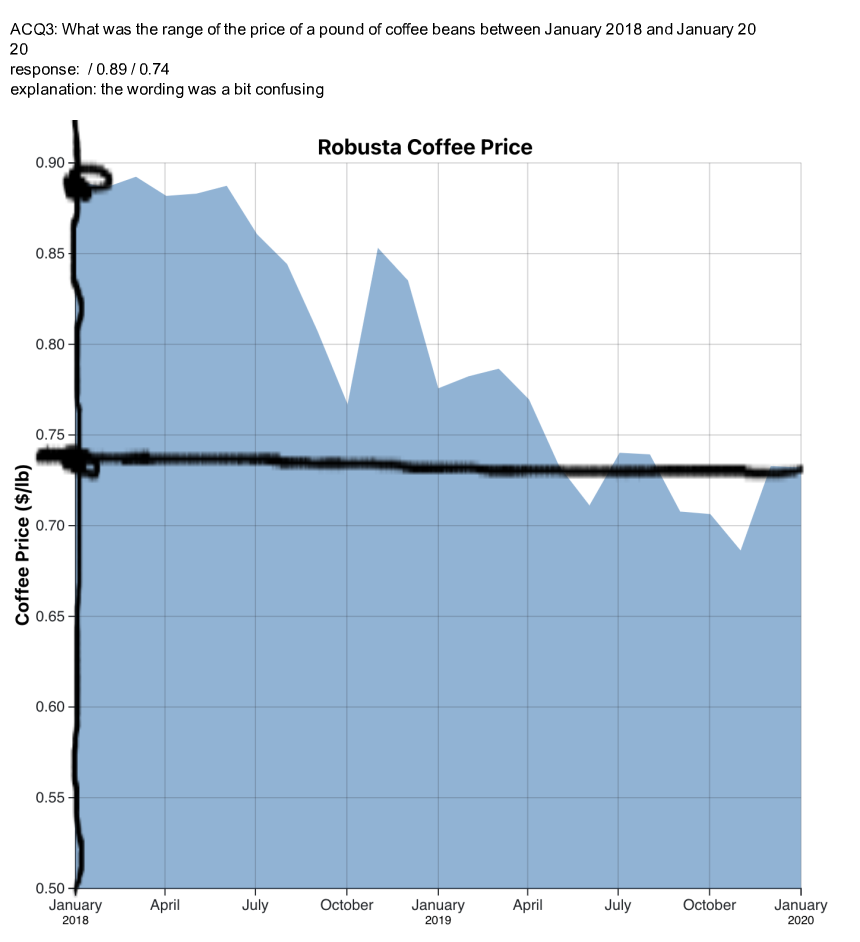 ACQ3: What was the range of the price of a pound of coffee beans between January 2018 and January 20
20
response:  / 0.89 / 0.74
explanation: the wording was a bit confusing
Robusta Coffee Price
0.90
0.85
0.80
0.75
0.70
0.65
0.60
0.55
0.50
Coffee Price ($/lb)
January April July October January April July October January
2018 2019 2020